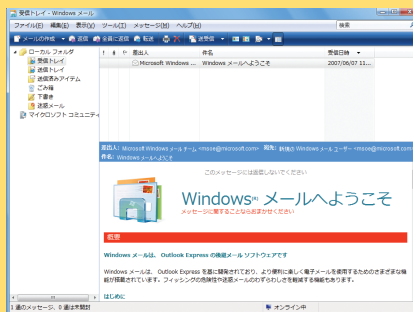 受信トレイ - Windows メール
ファイル(F) 編集(E) 表示(V) ツール(T) メッセージ(M) ヘルプ(H)
検索
メールの作成 返信 全員に返信 転送 送受信
ローカル フォルダ
受信トレイ
送信トレイ
送信済みアイテム
ごみ箱
下書き
迷惑メール
マイクロソフト コミュニティ
差出人 件名 受信日時
Microsoft Windows ... Windows メールへようこそ 2007/06/07 11...
差出人: Microsoft Windows メール チーム <msoe@microsoft.com> 宛先: 新規の Windows メール ユーザー <msoe@microsoft.com>
件名: Windows メールへようこそ
このメッセージには返信しないでください
Windows メールへようこそ
メッセージに関することならおまかせください
概要
Windows メールは、 Outlook Express の後継メール ソフトウェアです
Windows メールは、 Outlook Express を基に開発されており、より便利に楽しく電子メールを使用するためのさまざまな機
能が搭載されています。フィッシングの危険性や迷惑メールのわずらわしさを軽減する機能もあります。
はじめに
1 通のメッセージ、0 通は未開封 オンライン中